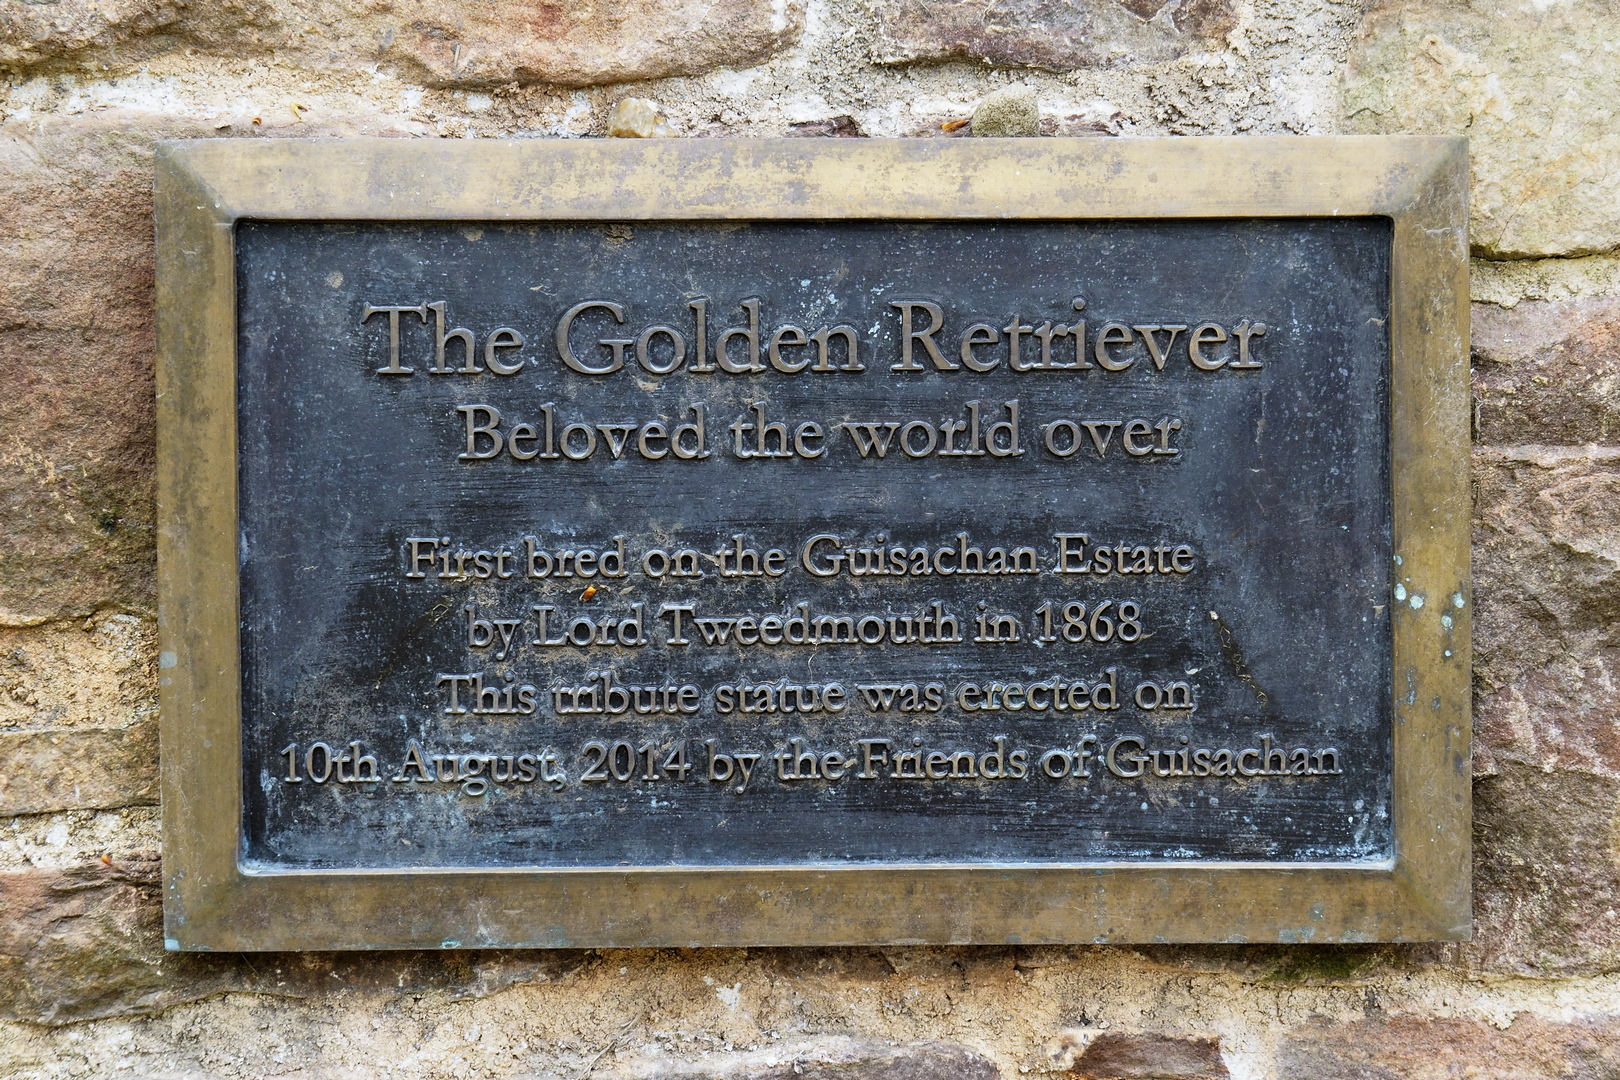 The Golden Retriever
Beloved the world over
First bred on the Guisachan Estate
by Lord Tweedmouth in 1868
This tribute statue was erected on
10th August, 2014 by the Friends of Guisachan